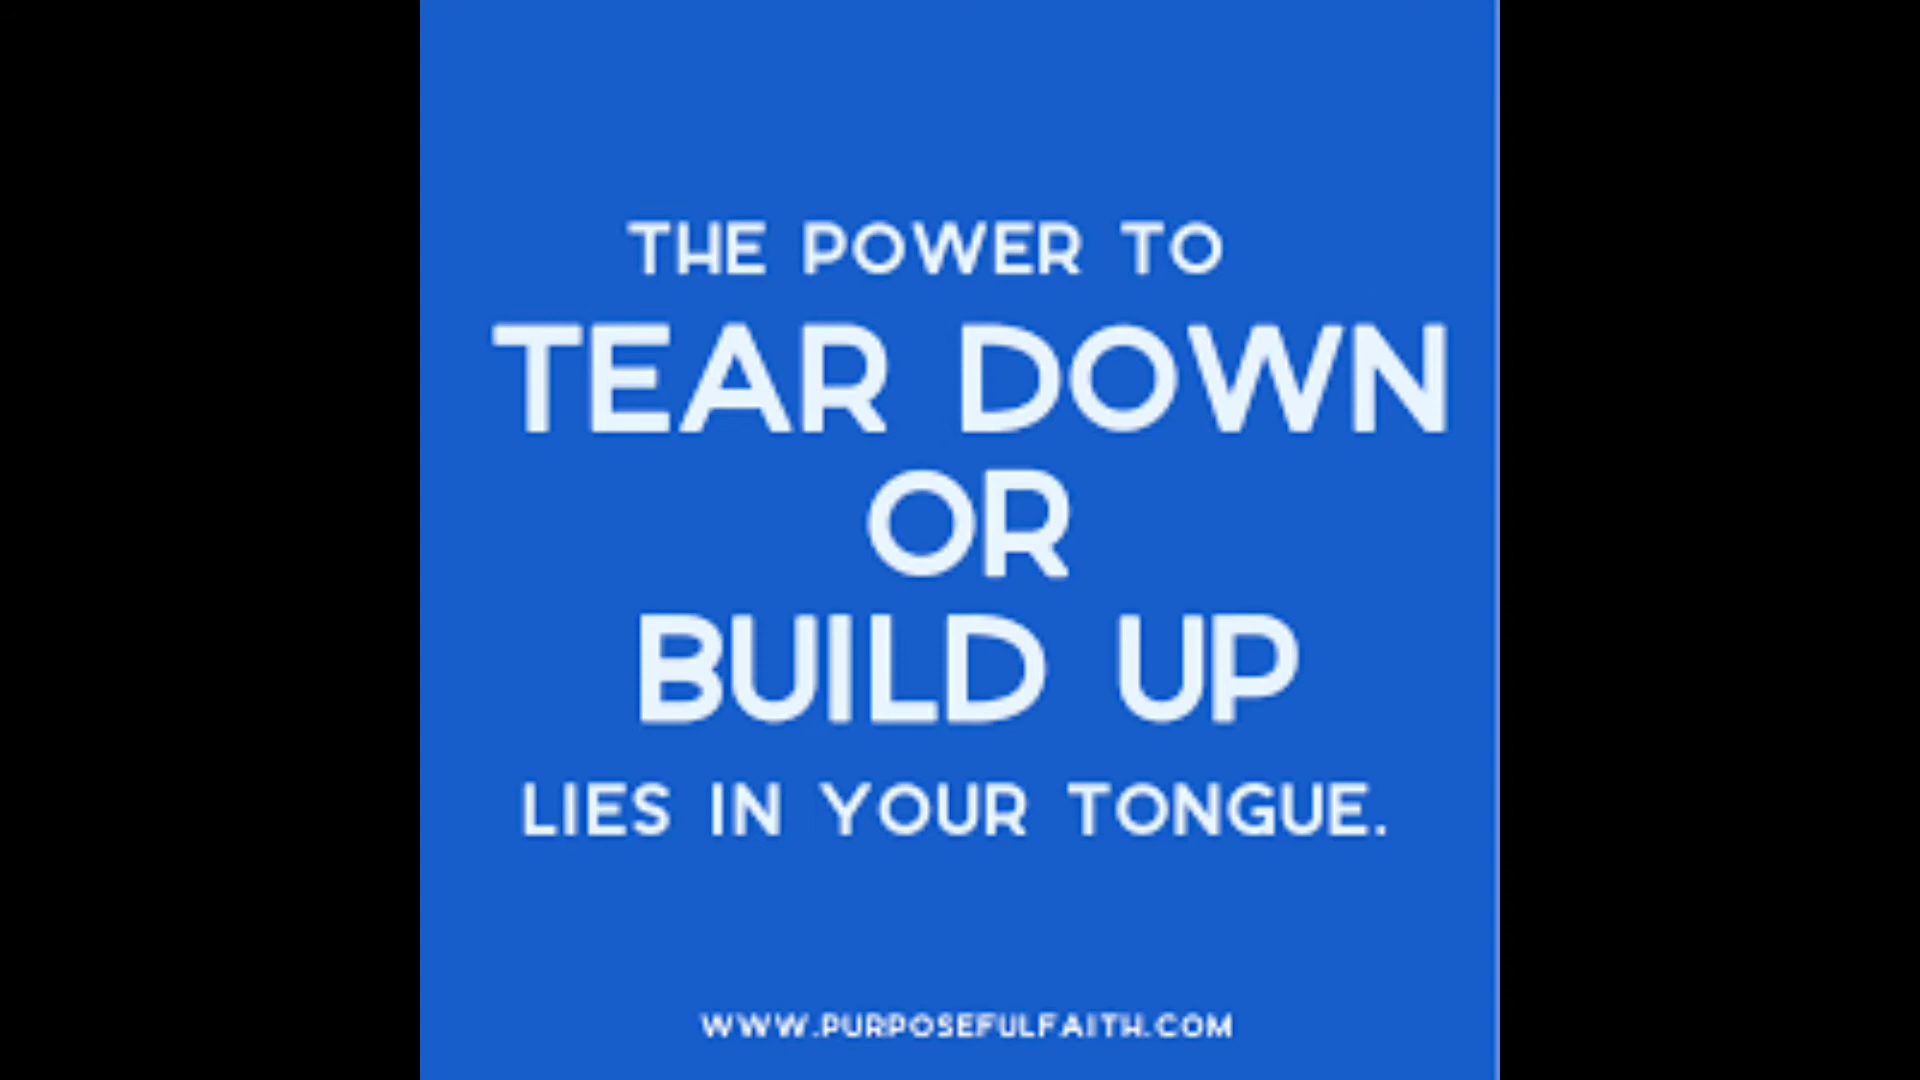 THE POWER TO
TEAR DOWN
OR
BUILD UP
LIES IN YOUR TONGUE.
WWW.PURPOSEFULFAITH.COM